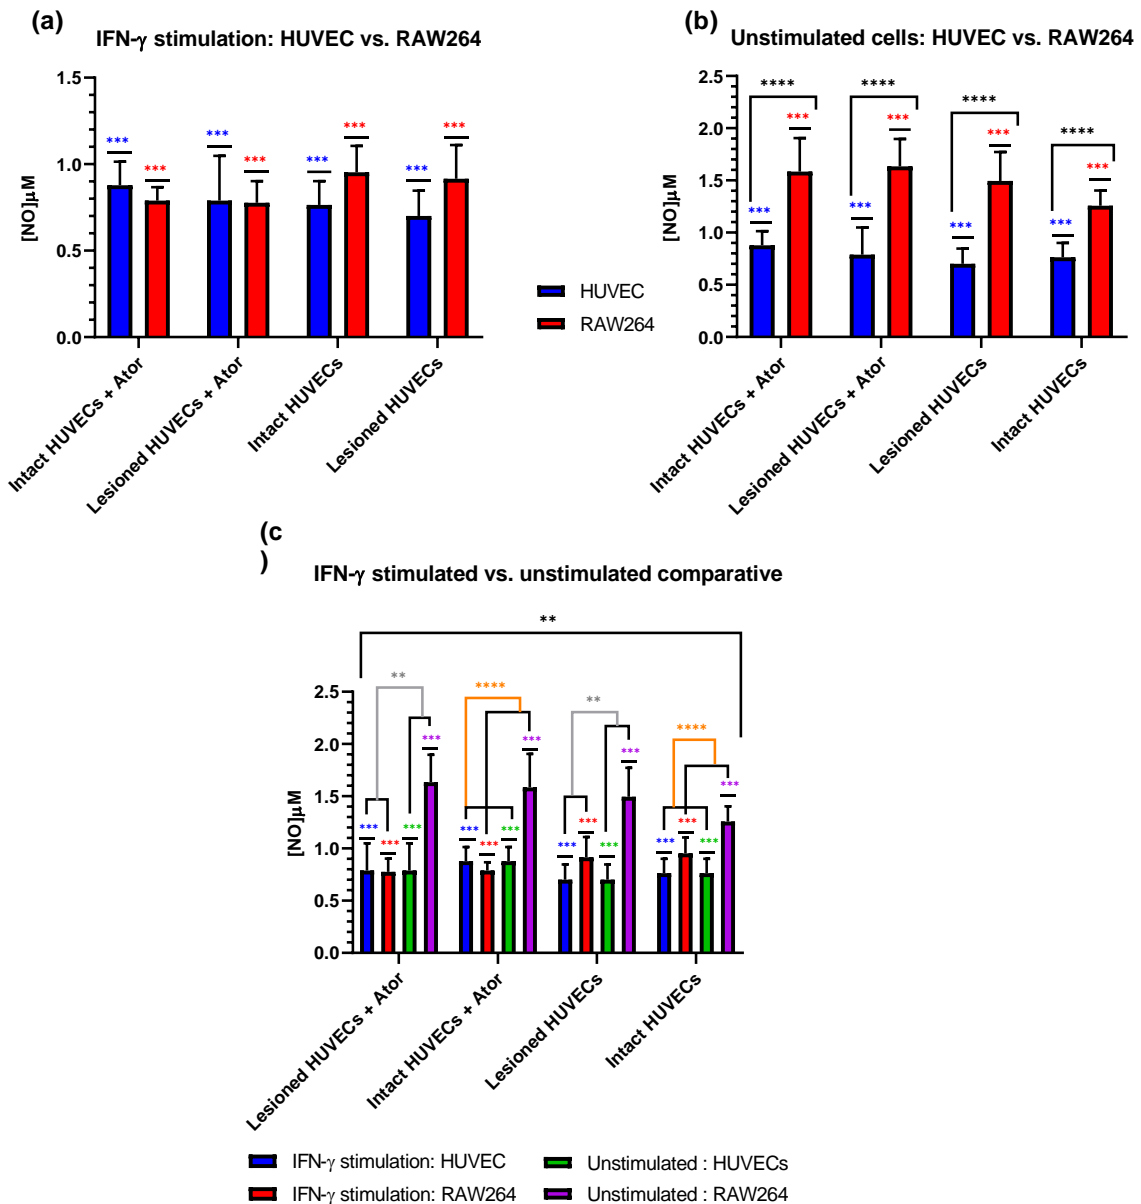 (a)
IFN-γ stimulation: HUVEC vs. RAW264
[NO]µM
1.5
1.0
0.5
0.0
*** *** *** *** *** *** *** ***
Intact HUVECs + Ator
Lesioned HUVECs + Ator
Intact HUVECs
Lesioned HUVECs
HUVEC
RAW264
(b)
Unstimulated cells: HUVEC vs. RAW264
[NO]µM
2.5
2.0
1.5
1.0
0.5
0.0
**** **** **** ****
*** *** *** *** *** *** *** ***
Intact HUVECs + Ator
Lesioned HUVECs + Ator
Lesioned HUVECs
Intact HUVECs
(c
)
IFN-γ stimulated vs. unstimulated comparative
**
** **** ** ****
[NO]µM
2.5
2.0
1.5
1.0
0.5
0.0
*** *** *** *** *** *** *** *** *** *** *** *** *** *** *** ***
Lesioned HUVECs + Ator
Intact HUVECs + Ator
Lesioned HUVECs
Intact HUVECs
IFN-γ stimulation: HUVEC
IFN-γ stimulation: RAW264
Unstimulated : HUVECs
Unstimulated : RAW264